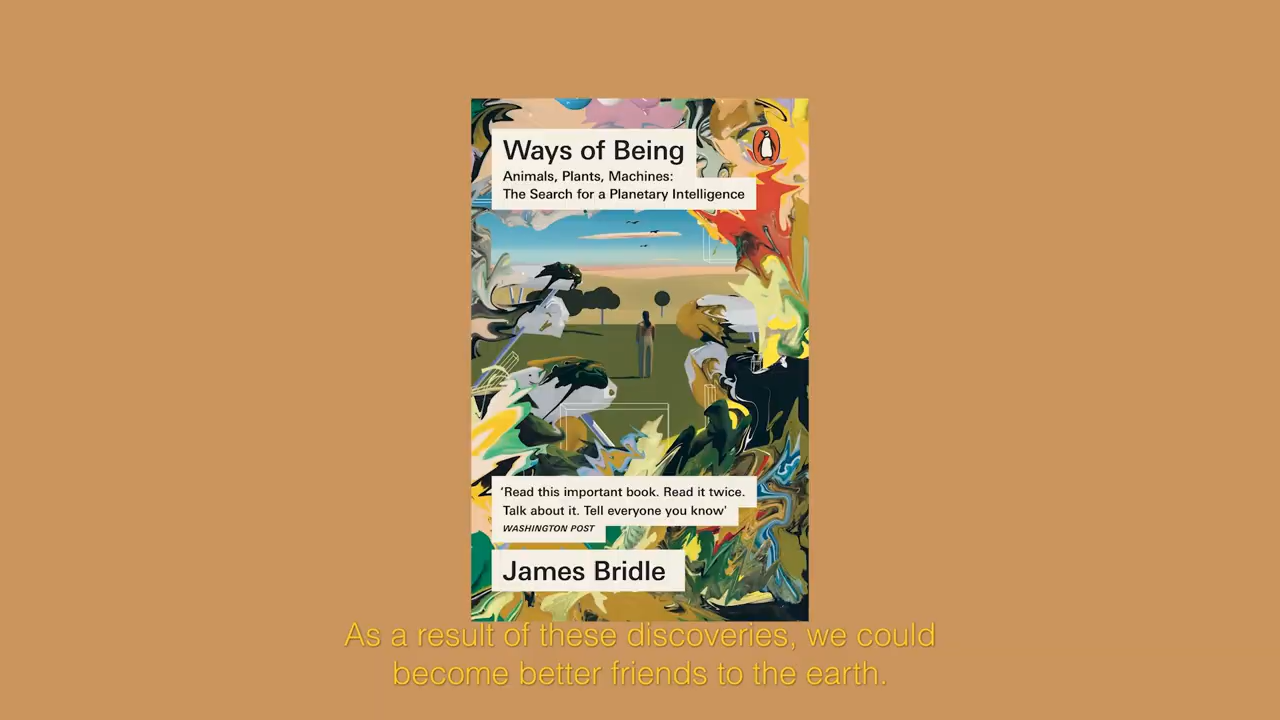 Ways of Being
Animals, Plants, Machines:
The Search for a Planetary Intelligence
‘Read this important book. Read it twice.
Talk about it. Tell everyone you know’
WASHINGTON POST
James Bridle
As a result of these discoveries, we could
become better friends to the earth.